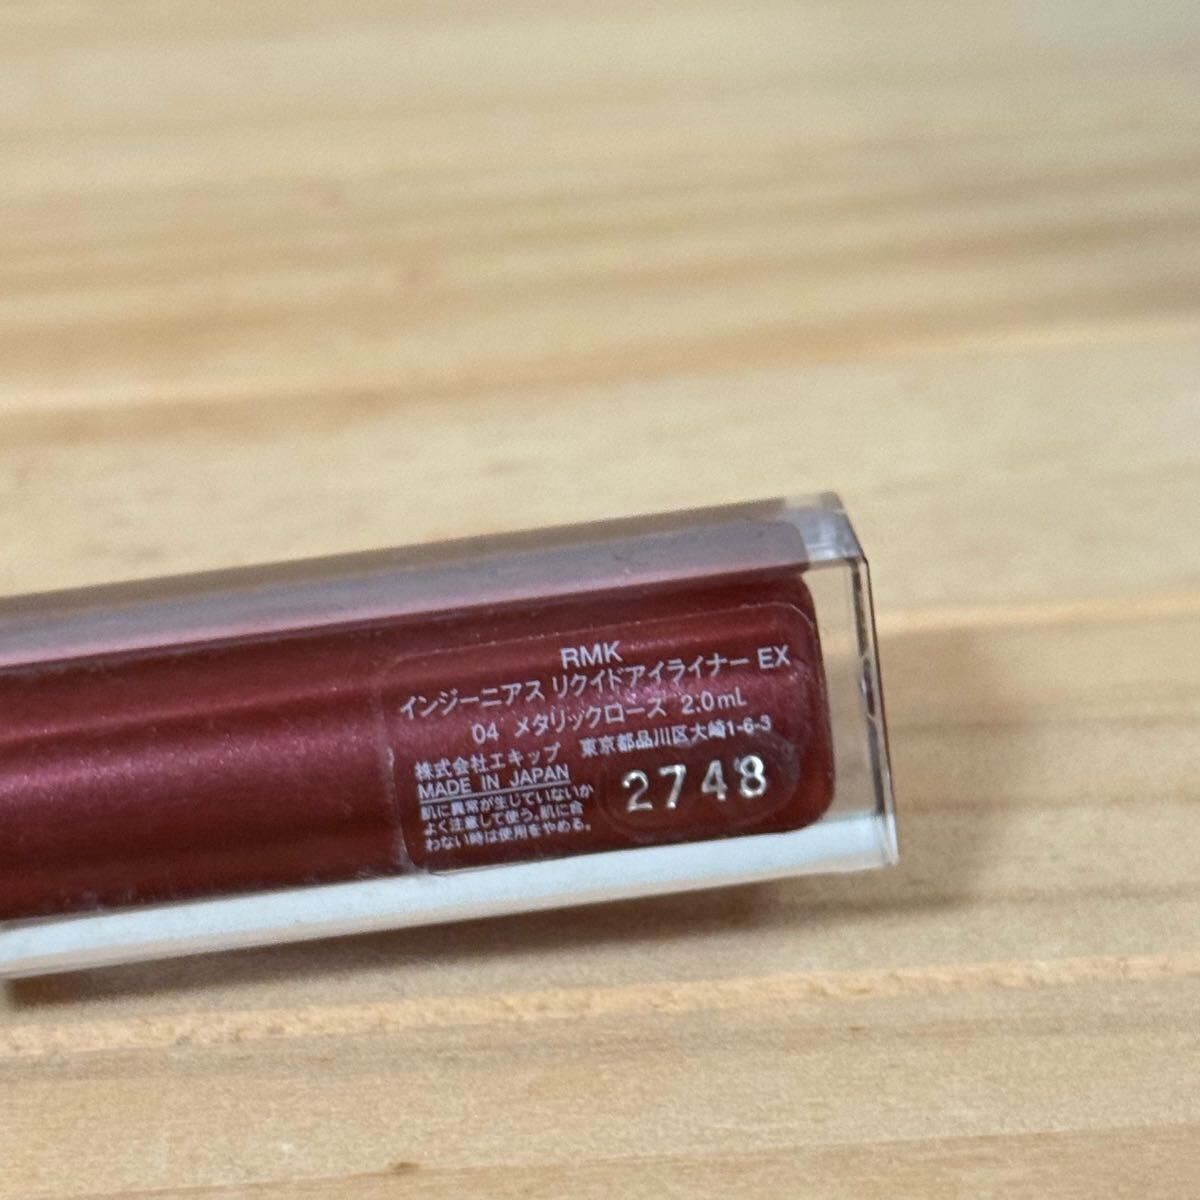 RMK
インジーニアス リクイドアイライナー EX
04 メタリックローズ 2.0mL
株式会社エキップ 東京都品川区大崎1-6-3
MADE IN JAPAN
肌に異常が生じていないか
よく注意して使う。肌に合
わない時は使用をやめる。
2748